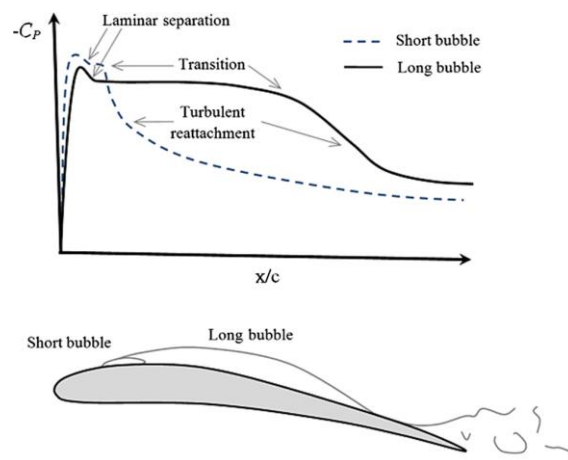 Laminar separation
-C_P
Short bubble
Long bubble
Transition
Turbulent
reattachment
x/c
Long bubble
Short bubble